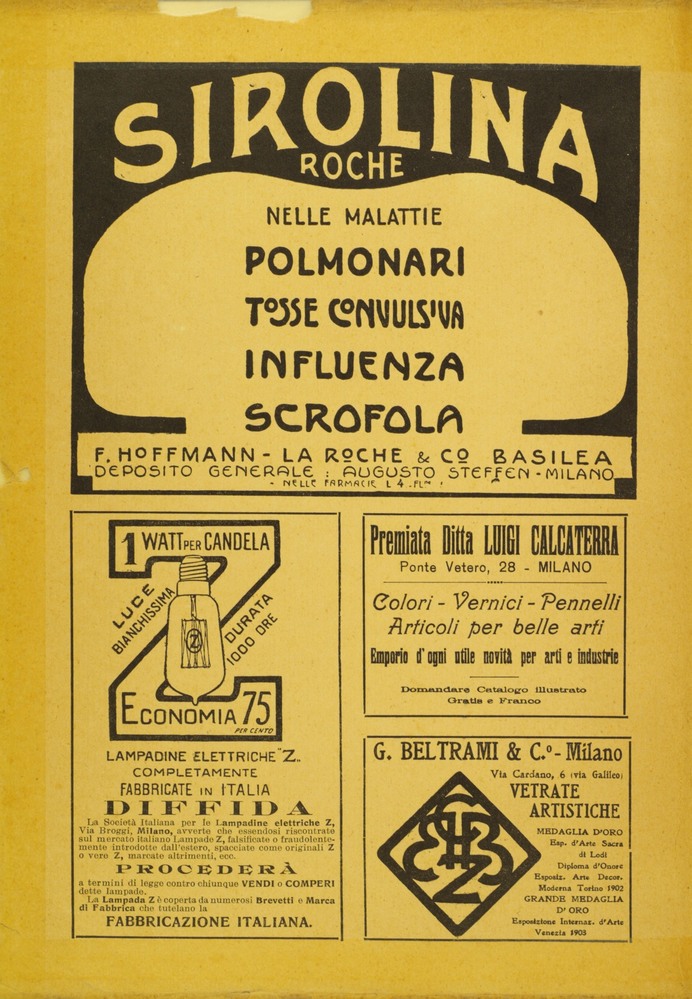 SIROLINA
ROCHE
NELLE MALATTIE
POLMONARI
TOSSE CONVULSIVA
INFLUENZA
SCROFOLA
F. HOFFMANN - LA ROCHE & Cº BASILEA
DEPOSITO GENERALE : AUGUSTO STEFFEN - MILANO
- NELLE FARMACIE L 4. FLᴺ !
1 WATT PER CANDELA
LUCE
BIANCHISSIMA
DURATA
1000 ORE
Z
ECONOMIA 75
PER CENTO
LAMPADINE ELETTRICHE "Z„
COMPLETAMENTE
FABBRICATE IN ITALIA
DIFFIDA
La Società Italiana per le Lampadine elettriche Z,
Via Broggi, Milano, avverte che essendosi riscontrate
sul mercato italiano Lampade Z, falsificate o fraudolente-
mente introdotte dall'estero, spacciate come originali Z
o vere Z, marcate altrimenti, ecc.
PROCEDERÀ
a termini di legge contro chiunque VENDI o COMPERI
dette lampade.
La Lampada Z è coperta da numerosi Brevetti e Marca
di Fabbrica che tutelano la
FABBRICAZIONE ITALIANA.
Premiata Ditta LUIGI CALCATERRA
Ponte Vetero, 28 - MILANO
Colori - Vernici - Pennelli
Articoli per belle arti
Emporio d'ogni utile novità per arti e industrie
Domandare Catalogo illustrato
Gratis e Franco
G. BELTRAMI & C.º - Milano
Via Cardano, 6 (via Galileo)
VETRATE
ARTISTICHE
MEDAGLIA D'ORO
Esp. d'Arte Sacra
di Lodi
Diploma d'Onore
Esposiz. Arte Decor.
Moderna Torino 1902
GRANDE MEDAGLIA
D'ORO
Esposizione Internaz. d'Arte
Venezia 1903